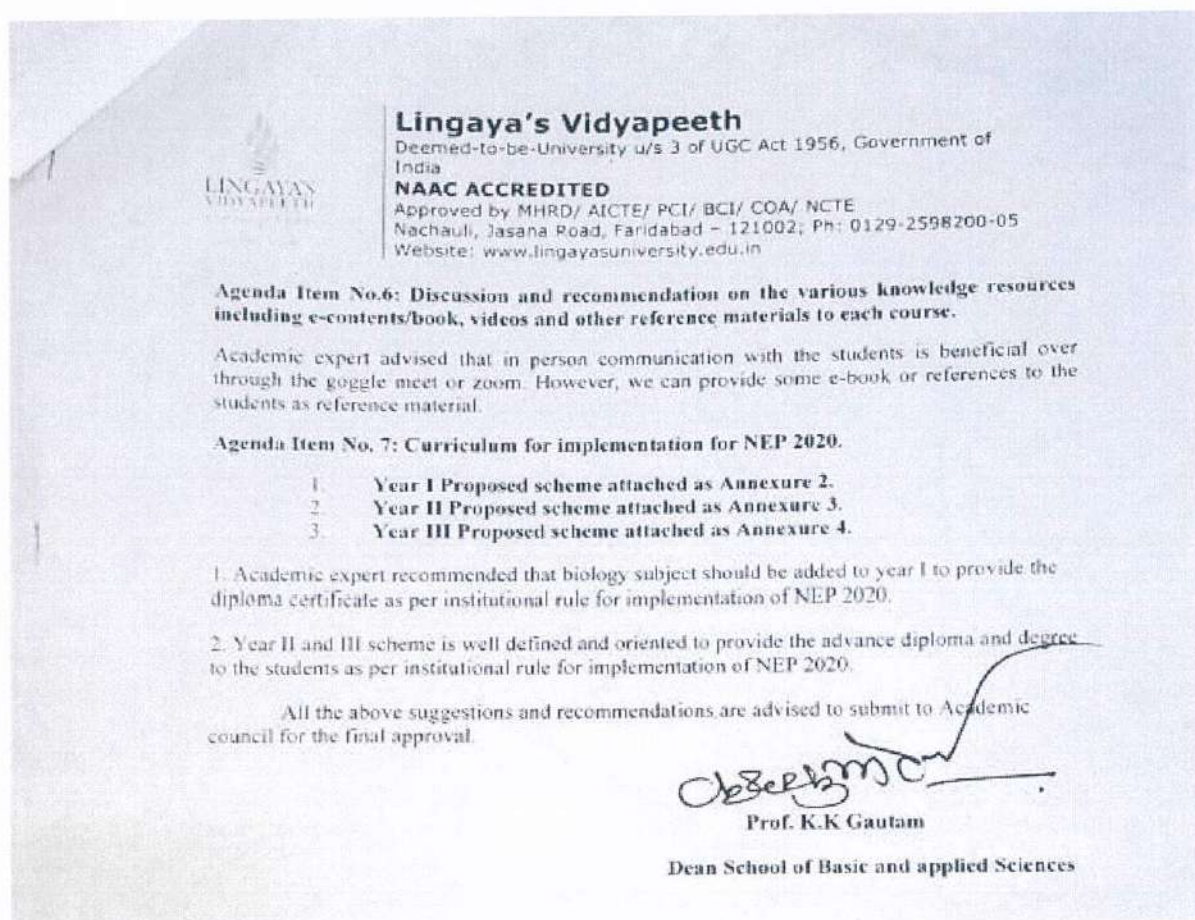 LINGAYA'S
VIDYAPEETH
Lingaya's Vidyapeeth
Deemed-to-be-University u/s 3 of UGC Act 1956, Government of
India
NAAC ACCREDITED
Approved by MHRD/ AICTE/ PCI/ BCI/ COA/ NCTE
Nachauli, Jasana Road, Faridabad – 121002; Ph: 0129-2598200-05
Website: www.lingayasuniversity.edu.in
Agenda Item No.6: Discussion and recommendation on the various knowledge resources
including e-contents/book, videos and other reference materials to each course.
Academic expert advised that in person communication with the students is beneficial over
through the goggle meet or zoom. However, we can provide some e-book or references to the
students as reference material.
Agenda Item No. 7: Curriculum for implementation for NEP 2020.
1. Year I Proposed scheme attached as Annexure 2.
2. Year II Proposed scheme attached as Annexure 3.
3. Year III Proposed scheme attached as Annexure 4.
1. Academic expert recommended that biology subject should be added to year I to provide the
diploma certificate as per institutional rule for implementation of NEP 2020.
2. Year II and III scheme is well defined and oriented to provide the advance diploma and degree
to the students as per institutional rule for implementation of NEP 2020.
All the above suggestions and recommendations are advised to submit to Academic
council for the final approval.
Prof. K.K Gautam
Dean School of Basic and applied Sciences